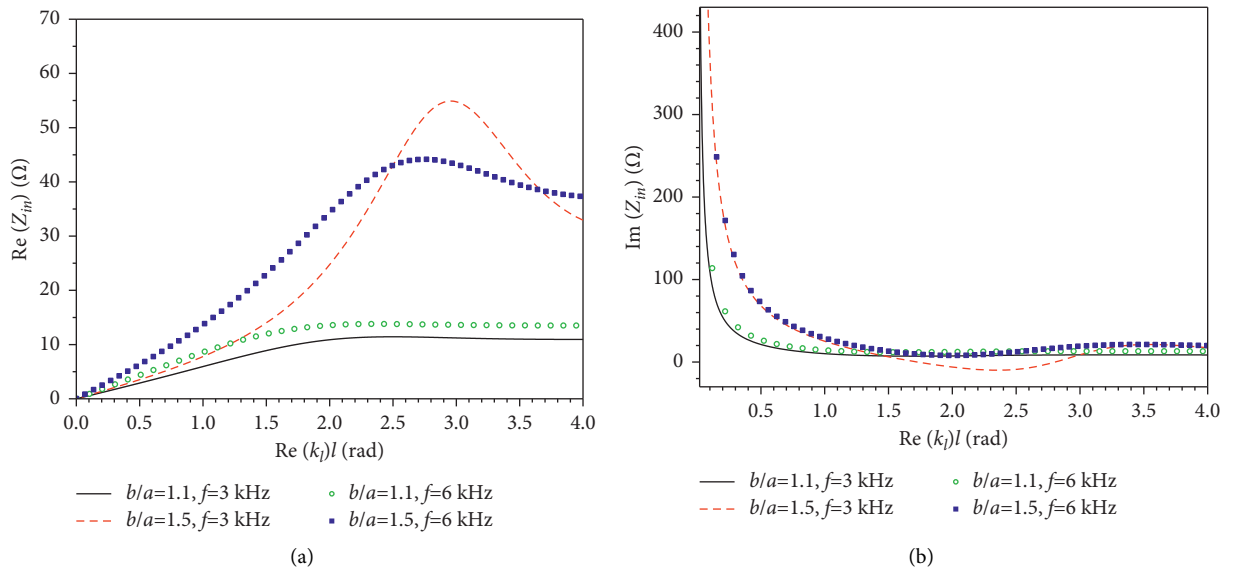 70
60
50
40
30
20
10
0
Re (Z_in) (Ω)
0.0 0.5 1.0 1.5 2.0 2.5 3.0 3.5 4.0
Re (k_l)l (rad)
b/a=1.1, f=3 kHz
b/a=1.5, f=3 kHz
b/a=1.1, f=6 kHz
b/a=1.5, f=6 kHz
(a)
400
320
240
160
80
0
Im (Z_in) (Ω)
0.5 1.0 1.5 2.0 2.5 3.0 3.5 4.0
Re (k_l)l (rad)
b/a=1.1, f=3 kHz
b/a=1.5, f=3 kHz
b/a=1.1, f=6 kHz
b/a=1.5, f=6 kHz
(b)